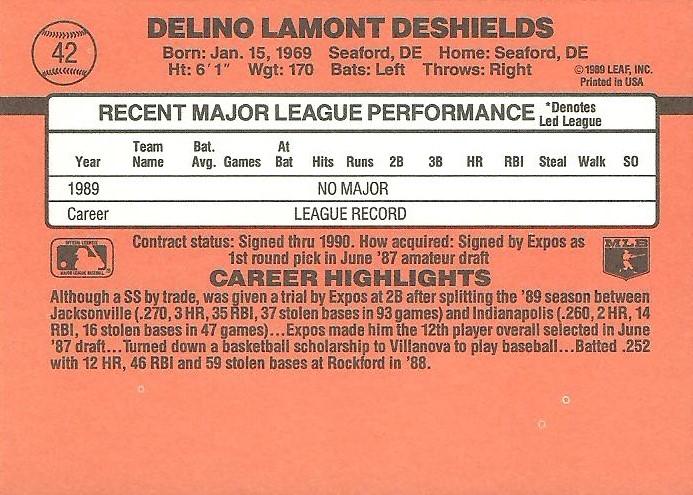 42
DELINO LAMONT DESHIELDS
Born: Jan. 15, 1969 Seaford, DE Home: Seaford, DE
Ht: 6'1" Wgt: 170 Bats: Left Throws: Right
©1989 LEAF, INC.
Printed in USA
RECENT MAJOR LEAGUE PERFORMANCE *Denotes Led League
Year Team Name Bat. Avg. Games At Bat Hits Runs 2B 3B HR RBI Steal Walk SO
1989 NO MAJOR
Career LEAGUE RECORD
Contract status: Signed thru 1990. How acquired: Signed by Expos as
1st round pick in June '87 amateur draft
MLB
CAREER HIGHLIGHTS
Although a SS by trade, was given a trial by Expos at 2B after splitting the '89 season between
Jacksonville (.270, 3 HR, 35 RBI, 37 stolen bases in 93 games) and Indianapolis (.260, 2 HR, 14
RBI, 16 stolen bases in 47 games)...Expos made him the 12th player overall selected in June
'87 draft...Turned down a basketball scholarship to Villanova to play baseball...Batted .252
with 12 HR, 46 RBI and 59 stolen bases at Rockford in '88.